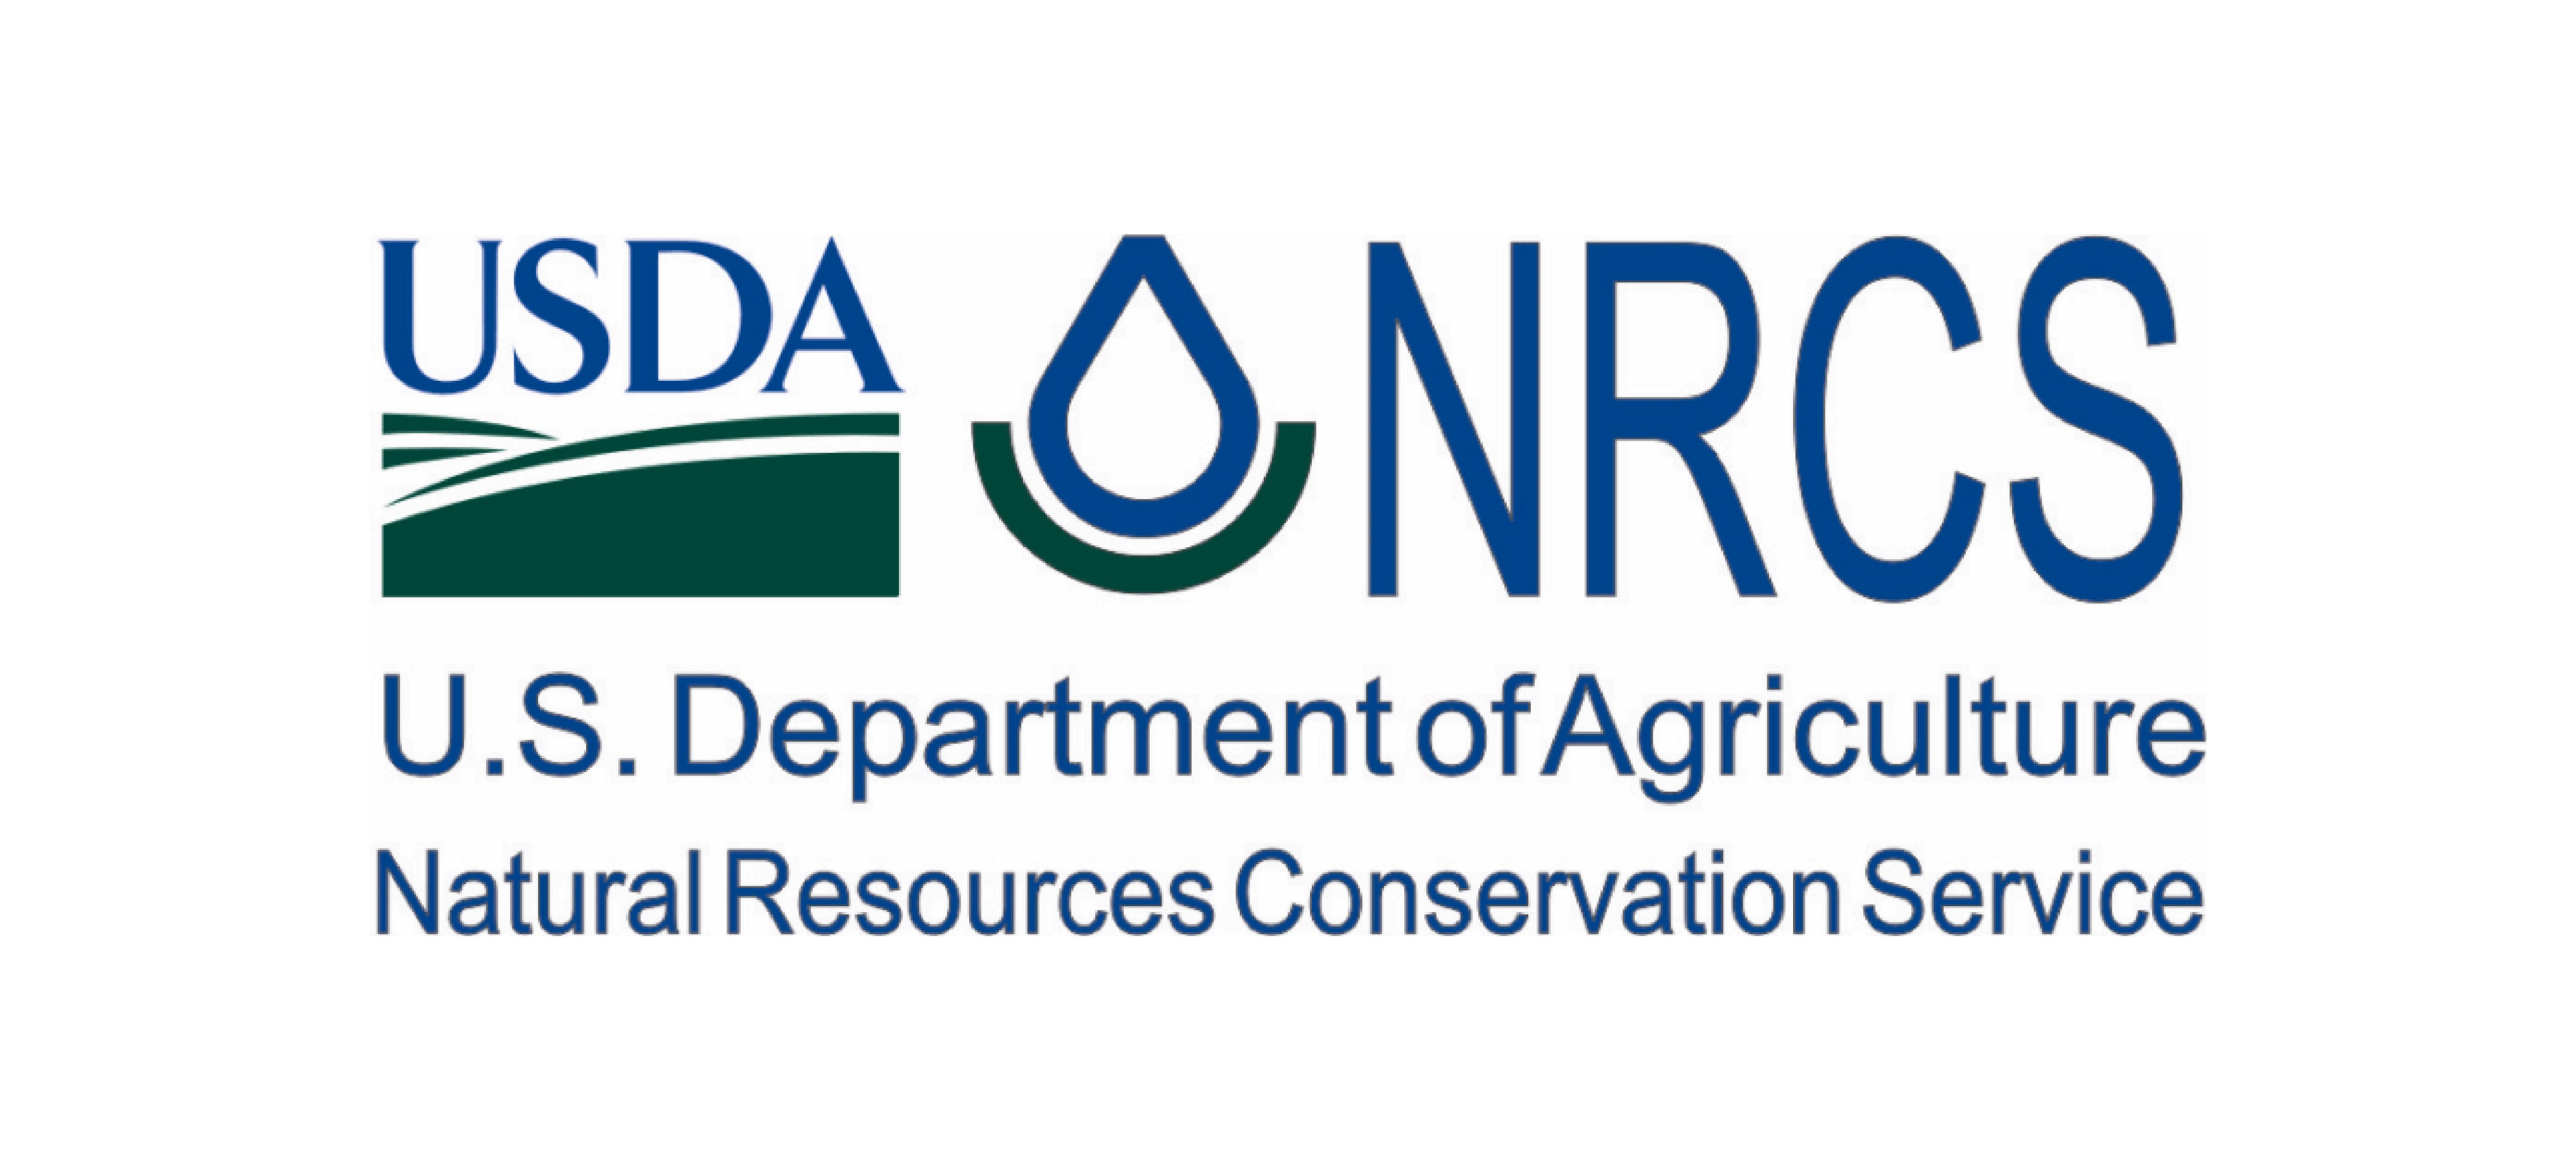 USDA NRCS
U.S. Department of Agriculture
Natural Resources Conservation Service